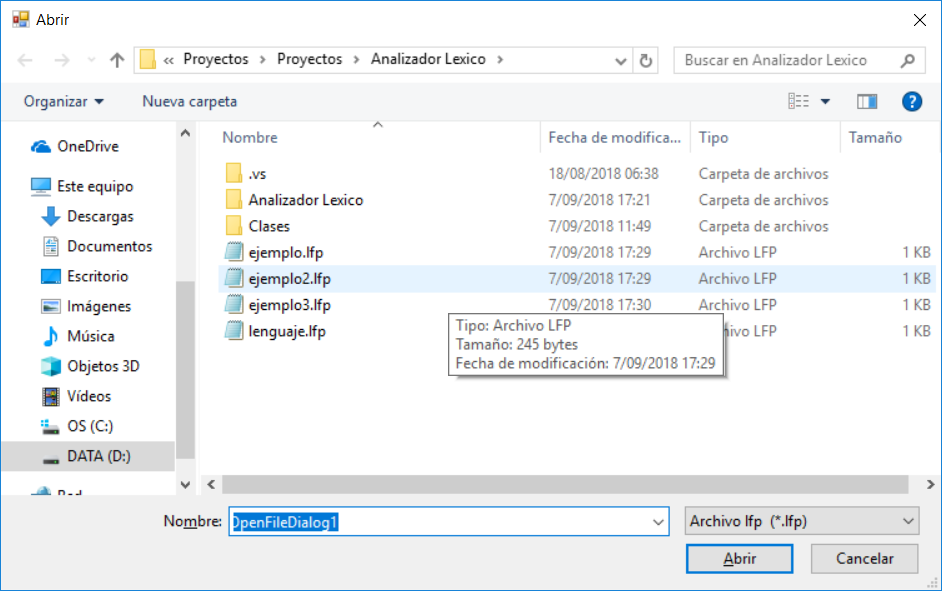 Abrir
« Proyectos > Proyectos > Analizador Lexico >
Buscar en Analizador Lexico
Organizar
Nueva carpeta
?
Nombre Fecha de modifica... Tipo Tamaño
OneDrive
Este equipo
Descargas
Documentos
Escritorio
Imágenes
Música
Objetos 3D
Vídeos
OS (C:)
DATA (D:)
Red
.vs 18/08/2018 06:38 Carpeta de archivos
Analizador Lexico 7/09/2018 17:21 Carpeta de archivos
Clases 7/09/2018 11:49 Carpeta de archivos
ejemplo.lfp 7/09/2018 17:29 Archivo LFP 1 KB
ejemplo2.lfp 7/09/2018 17:29 Archivo LFP 1 KB
ejemplo3.lfp 7/09/2018 17:30 Archivo LFP 1 KB
lenguaje.lfp ivo LFP 1 KB
Tipo: Archivo LFP
Tamaño: 245 bytes
Fecha de modificación: 7/09/2018 17:29
Nombre: OpenFileDialog1
Archivo lfp (*.lfp)
Abrir
Cancelar